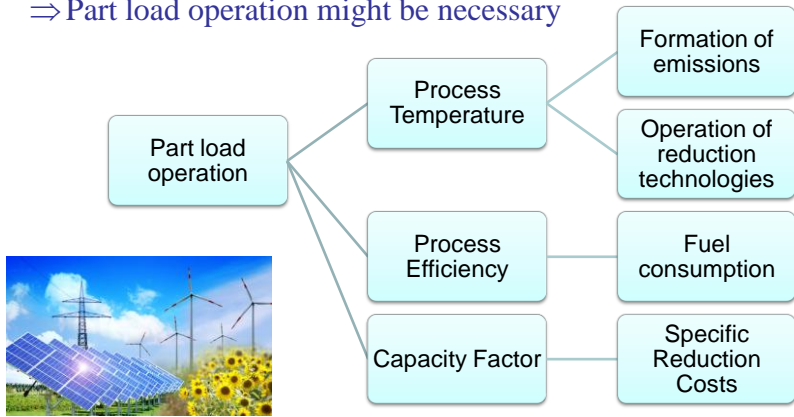 ⇒ Part load operation might be necessary
Part load
operation
Process
Temperature
Formation of
emissions
Operation of
reduction
technologies
Process
Efficiency
Fuel
consumption
Capacity Factor
Specific
Reduction
Costs